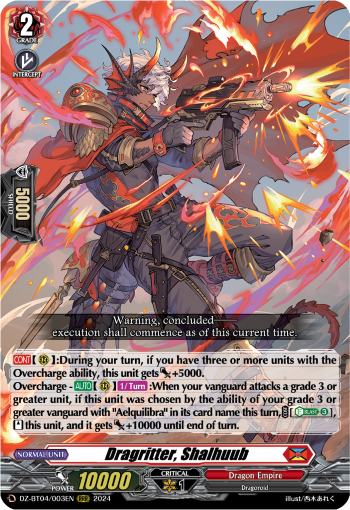 2
GRADE
INTERCEPT
5000
SHIELD
Warning, concluded—
execution shall commence as of this current time.
CONT【 】:During your turn, if you have three or more units with the
Overcharge ability, this unit gets +5000.
Overcharge - AUTO【 】1/Turn :When your vanguard attacks a grade 3 or
greater unit, if this unit was chosen by the ability of your grade 3 or
greater vanguard with "Aelquilibra" in its card name this turn, [ BLAST 3],
this unit, and it gets +10000 until end of turn.
NORMAL UNIT
Dragritter, Shalhuub
POWER
10000
CRITICAL
1
Dragon Empire
Dragroid
DZ-BT04/003EN RRR 2024
illust/西木あれく